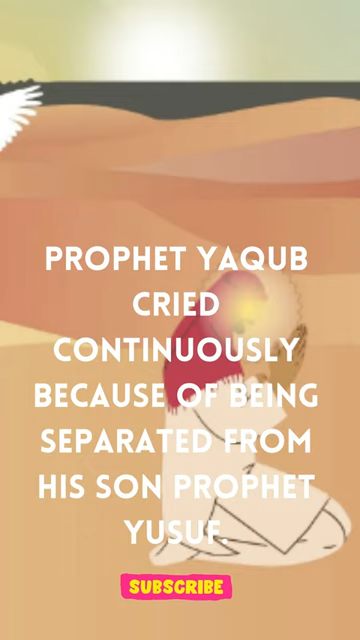 PROPHET YAQUB
CRIED
CONTINUOUSLY
BECAUSE OF BEING
SEPARATED FROM
HIS SON PROPHET
YUSUF.
SUBSCRIBE